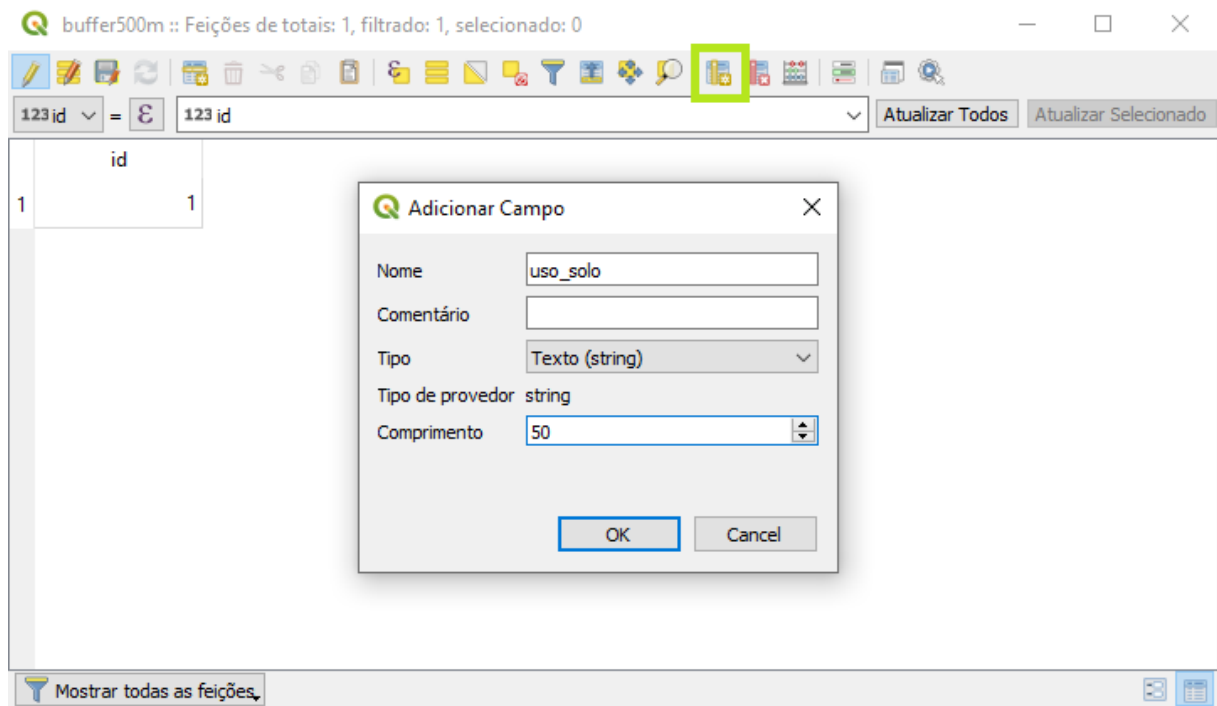 buffer500m :: Feições de totais: 1, filtrado: 1, selecionado: 0
123 id = ε 123 id Atualizar Todos Atualizar Selecionado
id
1 1
Adicionar Campo
Nome uso_solo
Comentário
Tipo Texto (string)
Tipo de provedor string
Comprimento 50
OK Cancel
Mostrar todas as feições